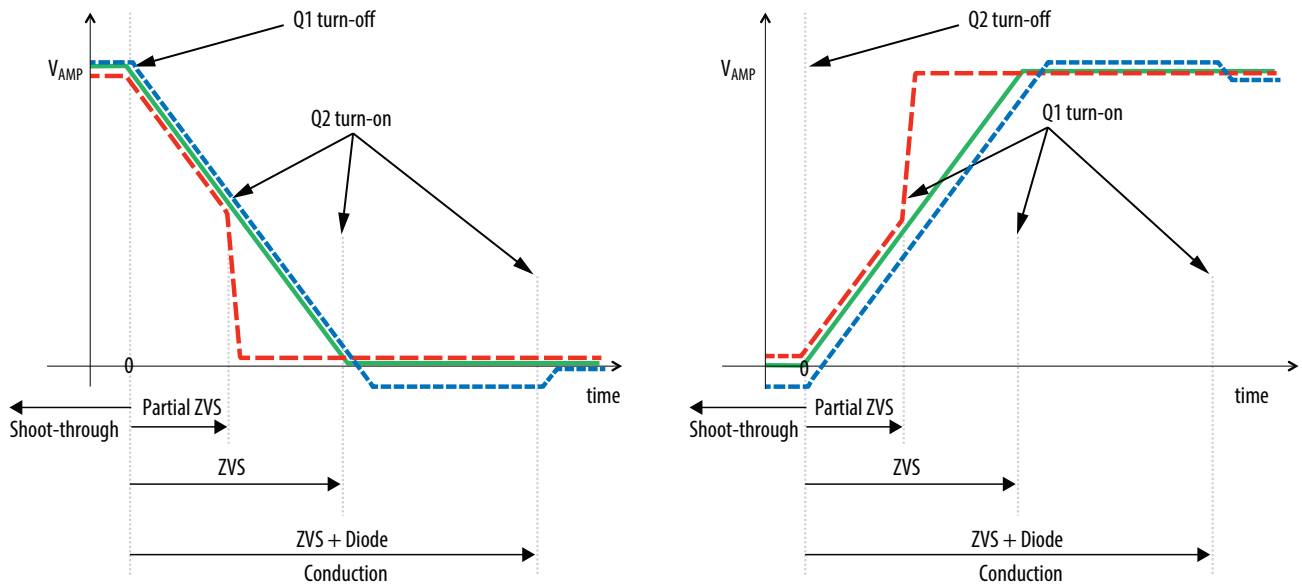 Q1 turn-off
VAMP
Q2 turn-on
0
time
Partial ZVS
Shoot-through
ZVS
ZVS + Diode
Conduction
Q2 turn-off
VAMP
Q1 turn-on
0
time
Partial ZVS
Shoot-through
ZVS
ZVS + Diode
Conduction